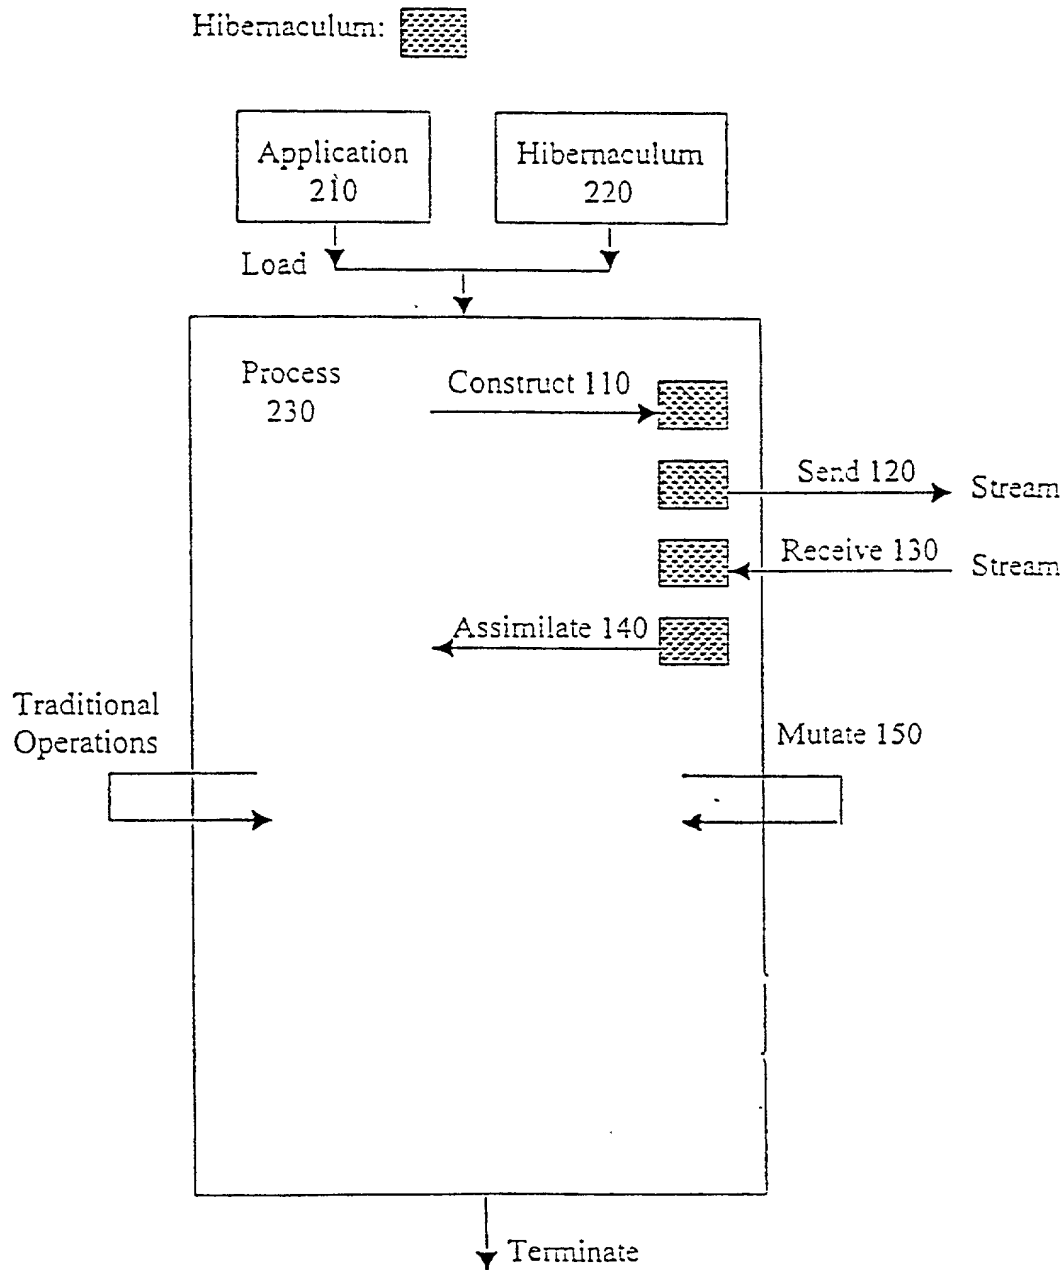 Hibernaculum:
Application
210
Hibernaculum
220
Load
Process
230
Construct 110
Send 120
Stream
Receive 130
Stream
Assimilate 140
Traditional
Operations
Mutate 150
Terminate